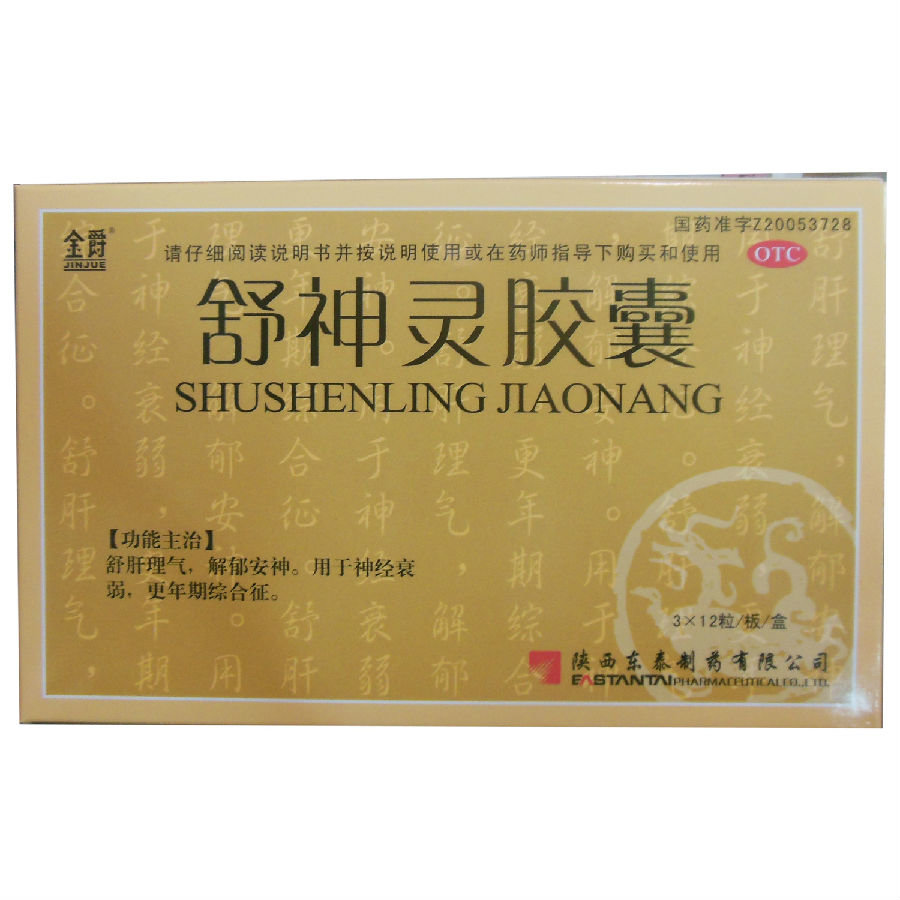 国药准字Z20053728
金爵
JINJUE
请仔细阅读说明书并按说明使用或在药师指导下购买和使用
OTC
舒神灵胶囊
SHUSHENLING JIAONANG
【功能主治】
舒肝理气，解郁安神。用于神经衰
弱，更年期综合征。
3×12粒/板/盒
陕西东泰制药有限公司
EASTANTAI PHARMACEUTICAL CO.,LTD.